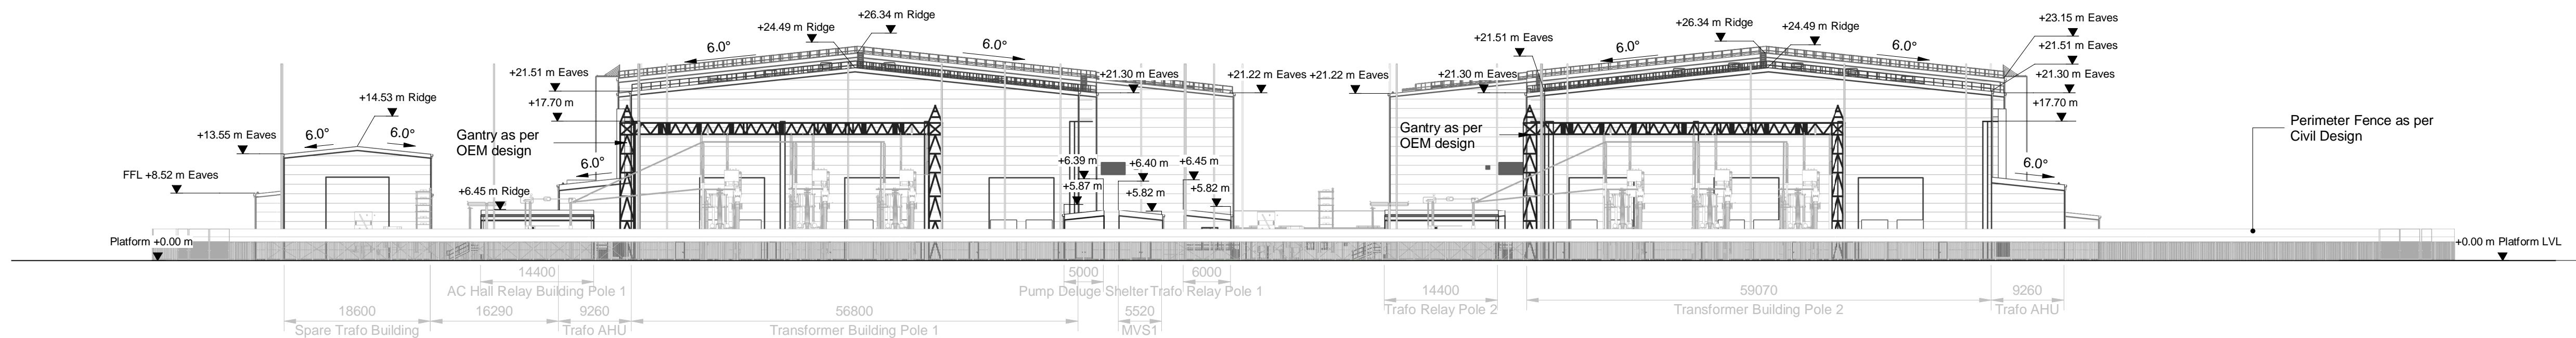 +26.34 m Ridge
+24.49 m Ridge
6.0°
6.0°
+21.51 m Eaves
+21.30 m Eaves
+21.22 m Eaves
+17.70 m
+14.53 m Ridge
+13.55 m Eaves
6.0°
6.0°
Gantry as per
OEM design
6.0°
FFL +8.52 m Eaves
+6.45 m Ridge
+6.39 m
+5.87 m
+6.40 m
+5.82 m
+6.45 m
+5.82 m
Platform +0.00 m
+26.34 m Ridge
+24.49 m Ridge
+23.15 m Eaves
6.0°
6.0°
+21.51 m Eaves
+21.51 m Eaves
+21.22 m Eaves
+21.30 m Eaves
+21.30 m Eaves
+17.70 m
Gantry as per
OEM design
6.0°
Perimeter Fence as per
Civil Design
+0.00 m Platform LVL
14400
AC Hall Relay Building Pole 1
5000
Pump Deluge Shelter
6000
Trafo Relay Pole 1
14400
Trafo Relay Pole 2
59070
Transformer Building Pole 2
9260
Trafo AHU
18600
Spare Trafo Building
16290
9260
Trafo AHU
56800
Transformer Building Pole 1
5520
MVS1